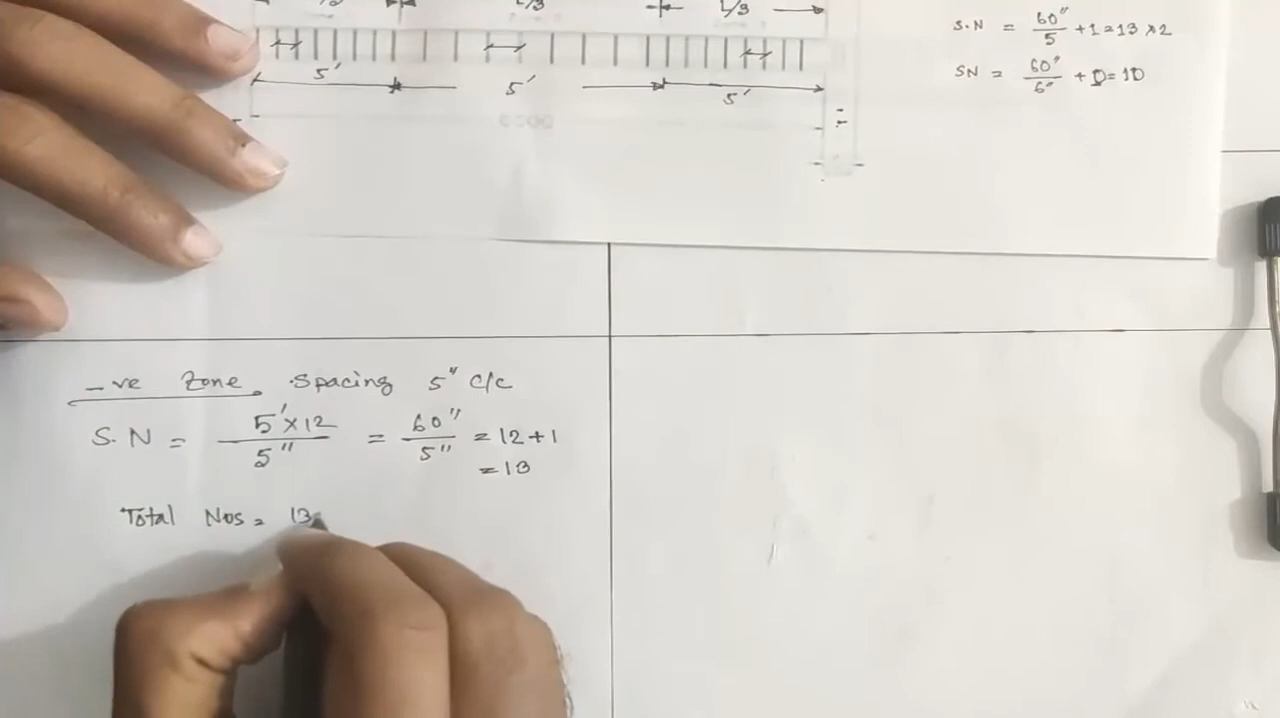 L/3 L/3
5' 5' 5'
S.N = 60"/5 + 1 = 13 × 2
SN = 60"/6" + 0 = 10
-ve Zone. Spacing 5" c/c
S.N = 5'×12/5" = 60"/5" = 12+1
= 13
Total Nos = 13